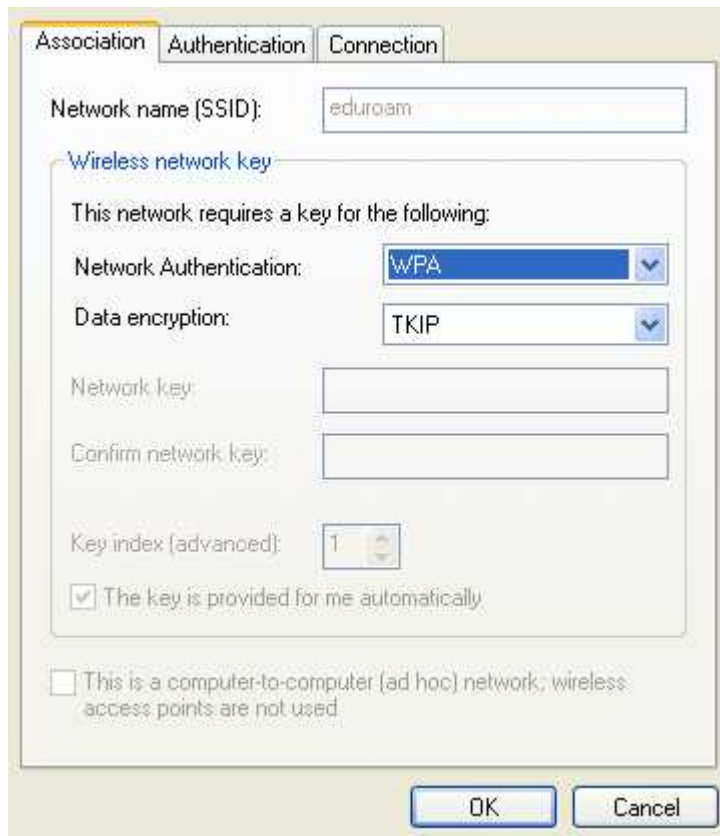 Association Authentication Connection
Network name (SSID): eduroam
Wireless network key
This network requires a key for the following:
Network Authentication: WPA
Data encryption: TKIP
Network key:
Confirm network key:
Key index (advanced): 1
The key is provided for me automatically
This is a computer-to-computer (ad hoc) network; wireless
access points are not used
OK Cancel